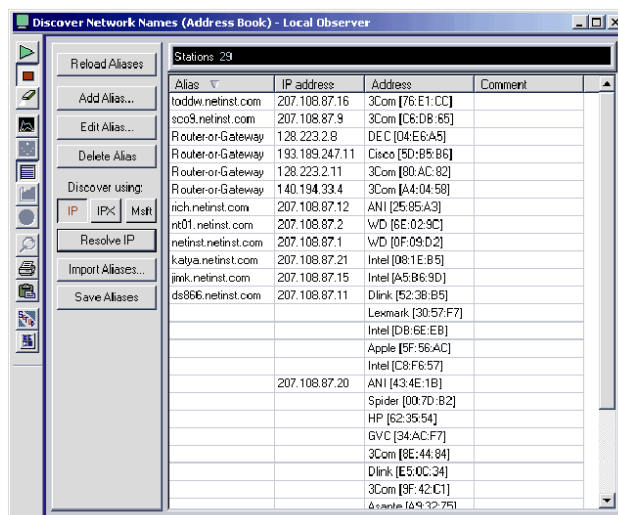 Discover Network Names (Address Book) - Local Observer
Reload Aliases
Add Alias...
Edit Alias...
Delete Alias
Discover using:
IP IPX Msft
Resolve IP
Import Aliases...
Save Aliases
Stations 29
Alias IP address Address Comment
toddw.netinst.com 207.108.87.16 3Com [76:E1:CC]
sco9.netinst.com 207.108.87.9 3Com [C6:DB:65]
Router-or-Gateway 128.223.2.8 DEC [04:E6:A5]
Router-or-Gateway 193.189.247.11 Cisco [5D:B5:B6]
Router-or-Gateway 128.223.2.11 3Com [80:AC:82]
Router-or-Gateway 140.194.33.4 3Com [A4:04:58]
rich.netinst.com 207.108.87.12 ANI [25:85:A3]
nt01.netinst.com 207.108.87.2 WD [6E:02:9C]
netinst.netinst.com 207.108.87.1 WD [0F:09:D2]
katya.netinst.com 207.108.87.21 Intel [08:1E:B5]
jimk.netinst.com 207.108.87.15 Intel [A5:B6:9D]
ds866.netinst.com 207.108.87.11 Dlink [52:3B:B5]
Lexmark [30:57:F7]
Intel [DB:6E:EB]
Apple [5F:56:AC]
Intel [C8:F6:57]
207.108.87.20 ANI [43:4E:1B]
Spider [00:7D:B2]
HP [62:35:54]
GVC [34:AC:F7]
3Com [8E:44:84]
Dlink [E5:0C:34]
3Com [9F:42:C1]
Asante [A9:32:75]